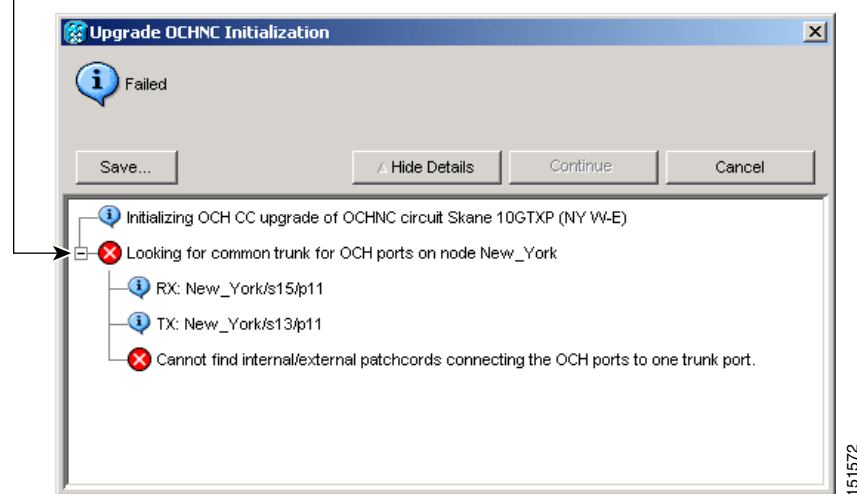 Upgrade OCHNC Initialization
Failed
Save...
Hide Details
Continue
Cancel
Initializing OCH CC upgrade of OCHNC circuit Skane 10GTXP (NY W-E)
Looking for common trunk for OCH ports on node New_York
RX: New_York/s15/p11
TX: New_York/s13/p11
Cannot find internal/external patchcords connecting the OCH ports to one trunk port.
151572